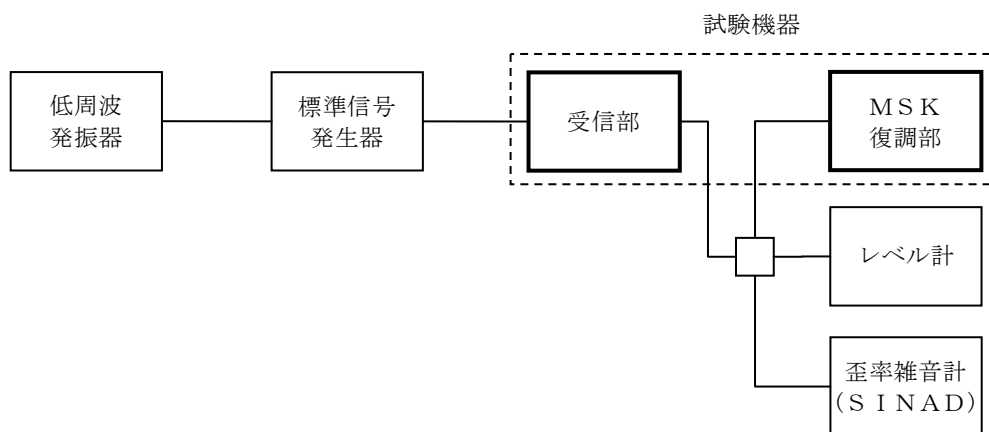 試験機器
低周波
発振器
標準信号
発生器
受信部
ＭＳＫ
復調部
レベル計
歪率雑音計
(ＳＩＮＡＤ)